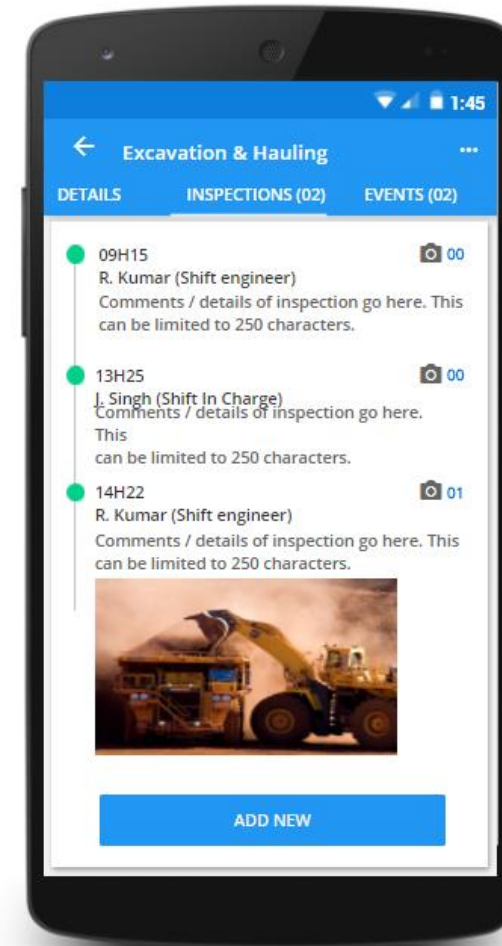 1:45
Excavation & Hauling
DETAILS INSPECTIONS (02) EVENTS (02)
09H15 00
R. Kumar (Shift engineer)
Comments / details of inspection go here. This
can be limited to 250 characters.
13H25 00
J. Singh (Shift In Charge)
Comments / details of inspection go here.
This
can be limited to 250 characters.
14H22 01
R. Kumar (Shift engineer)
Comments / details of inspection go here. This
can be limited to 250 characters.
ADD NEW